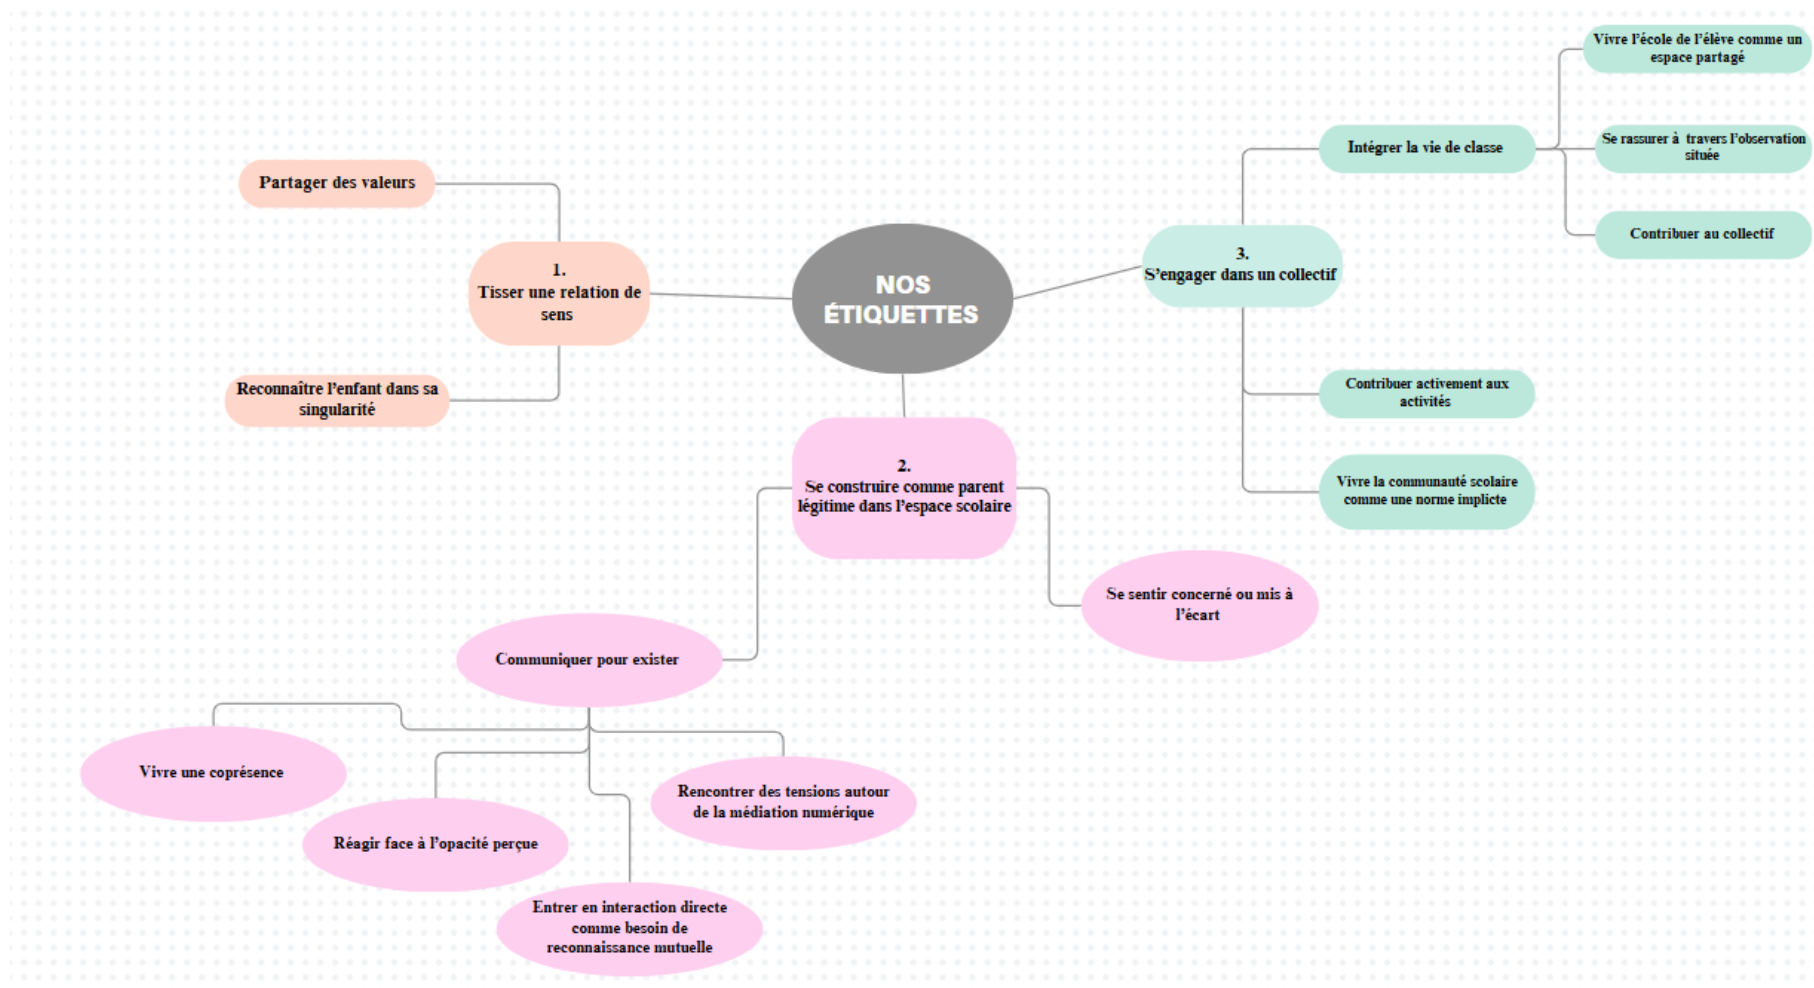 NOS
ÉTIQUETTES
1.
Tisser une relation de
sens
Partager des valeurs
Reconnaître l'enfant dans sa
singularité
2.
Se construire comme parent
légitime dans l'espace scolaire
Communiquer pour exister
Vivre une coprésence
Réagir face à l'opacité perçue
Entrer en interaction directe
comme besoin de
reconnaissance mutuelle
Rencontrer des tensions autour
de la médiation numérique
Se sentir concerné ou mis à
l'écart
3.
S'engager dans un collectif
Intégrer la vie de classe
Vivre l'école de l'élève comme un
espace partagé
Se rassurer à travers l'observation
située
Contribuer au collectif
Contribuer activement aux
activités
Vivre la communauté scolaire
comme une norme implicte